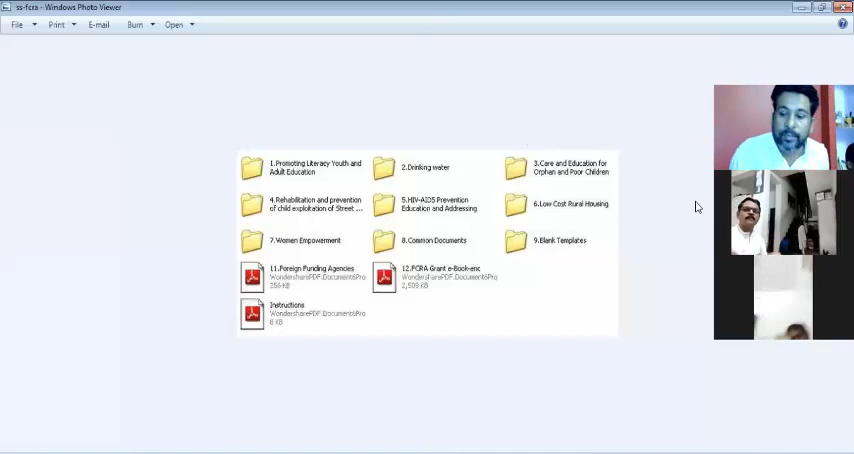 ss-fcra - Windows Photo Viewer
File Print E-mail Burn Open
1.Promoting Literacy Youth and
Adult Education
2.Drinking water
3.Care and Education for
Orphan and Poor Children
4.Rehabilitation and prevention
of child exploitation of Street ...
5.HIV-AIDS Prevention
Education and Addressing
6.Low Cost Rural Housing
7.Women Empowerment
8.Common Documents
9.Blank Templates
11.Foreign Funding Agencies
WondersharePDF.Document6Pro
256 KB
12.FCRA Grant e-Book-enc
WondersharePDF.Document6Pro
2,509 KB
Instructions
WondersharePDF.Document6Pro
6 KB